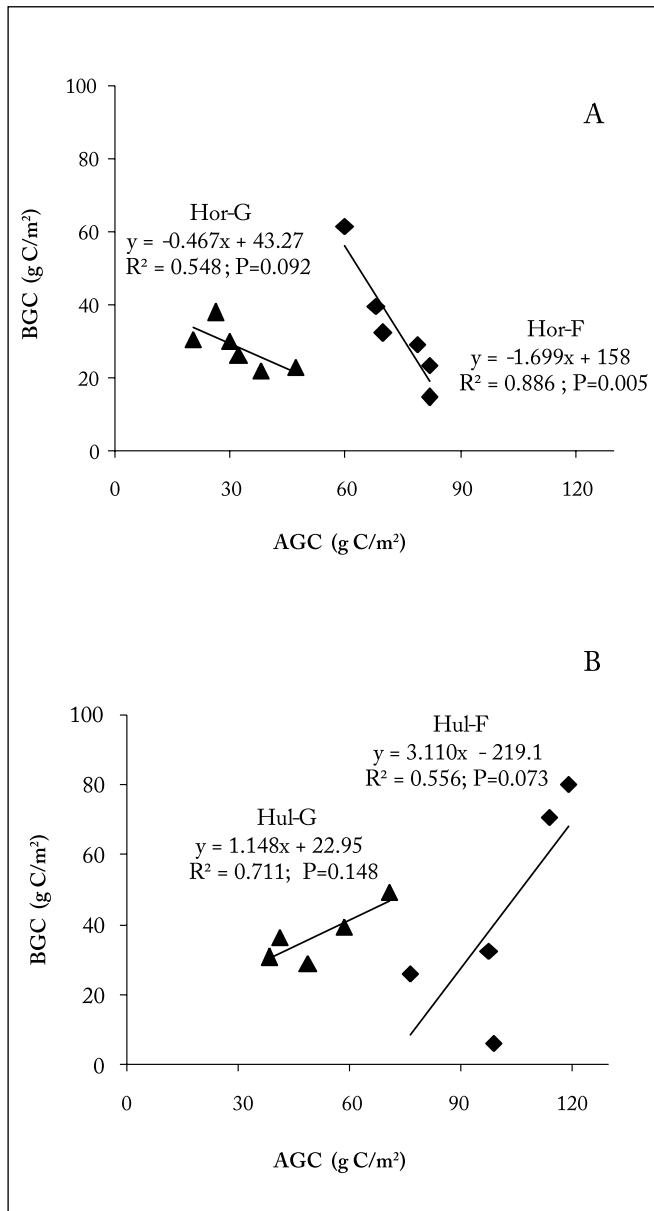 A
100
80
60
40
20
0
BGC (g C/m²)
Hor-G
y = -0.467x + 43.27
R² = 0.548 ; P=0.092
Hor-F
y = -1.699x + 158
R² = 0.886 ; P=0.005
0 30 60 90 120
AGC (g C/m²)
B
100
80
60
40
20
0
BGC (g C/m²)
Hul-F
y = 3.110x - 219.1
R² = 0.556; P=0.073
Hul-G
y = 1.148x + 22.95
R² = 0.711; P=0.148
0 30 60 90 120
AGC (g C/m²)